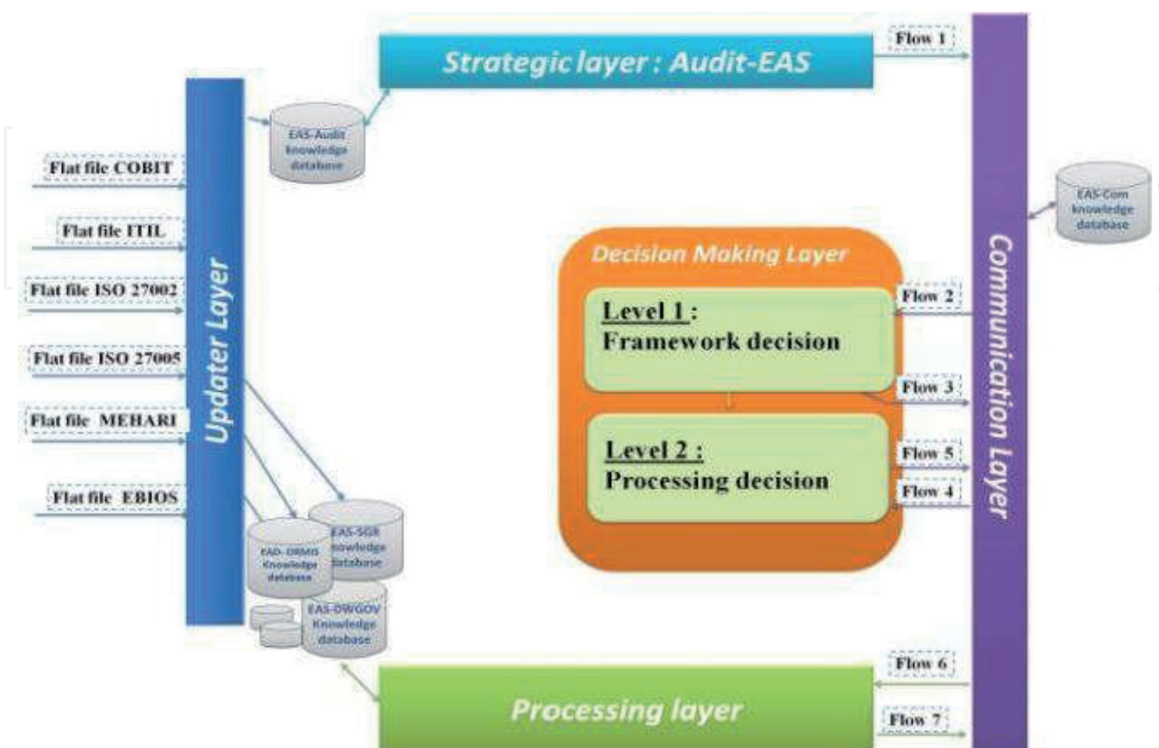 Strategic layer : Audit-EAS
Flow 1
EAS-Audit
knowledge
database
Flat file COBIT
Flat file ITIL
Flat file ISO 27002
Flat file ISO 27005
Flat file MEHARI
Flat file EBIOS
Updater Layer
EAS-Com
knowledge
database
Communication Layer
Decision Making Layer
Level 1 :
Framework decision
Level 2 :
Processing decision
Flow 2
Flow 3
Flow 5
Flow 4
EAS-SGR
knowledge
database
EAD- ORMIS
Knowledge
database
EAS-DWGOV
Knowledge
database
Flow 6
Processing layer
Flow 7